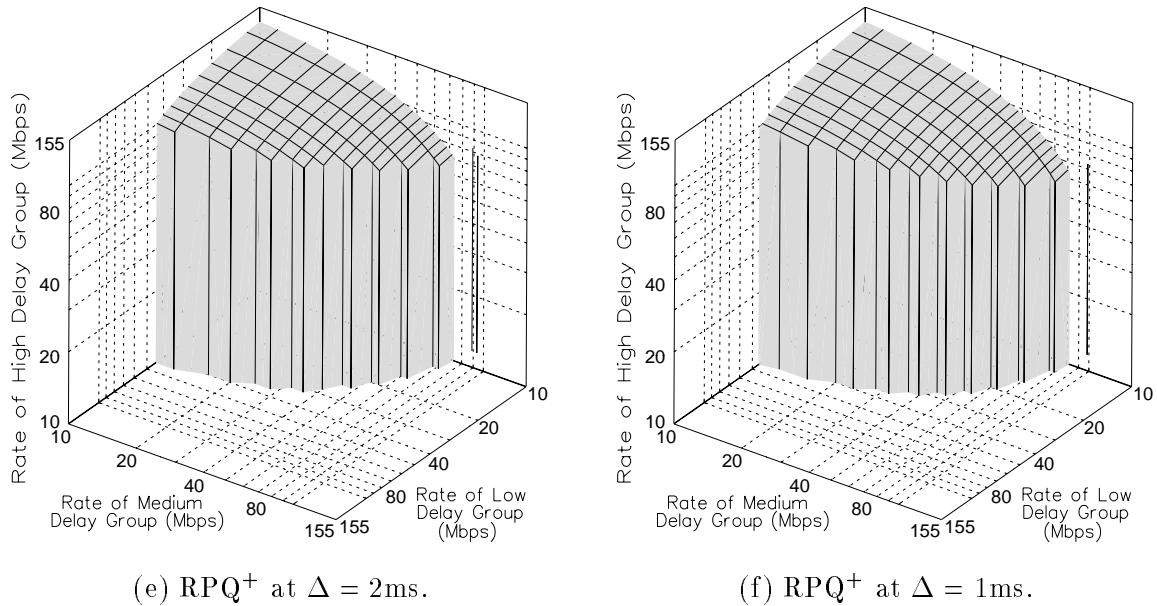 Rate of High Delay Group (Mbps)
155
80
40
20
10
10
20
40
80
155
Rate of Medium
Delay Group (Mbps)
155
80
40
20
10
Rate of Low
Delay Group
(Mbps)
(e) RPQ+ at Δ = 2ms.
Rate of High Delay Group (Mbps)
155
80
40
20
10
10
20
40
80
155
Rate of Medium
Delay Group (Mbps)
155
80
40
20
10
Rate of Low
Delay Group
(Mbps)
(f) RPQ+ at Δ = 1ms.